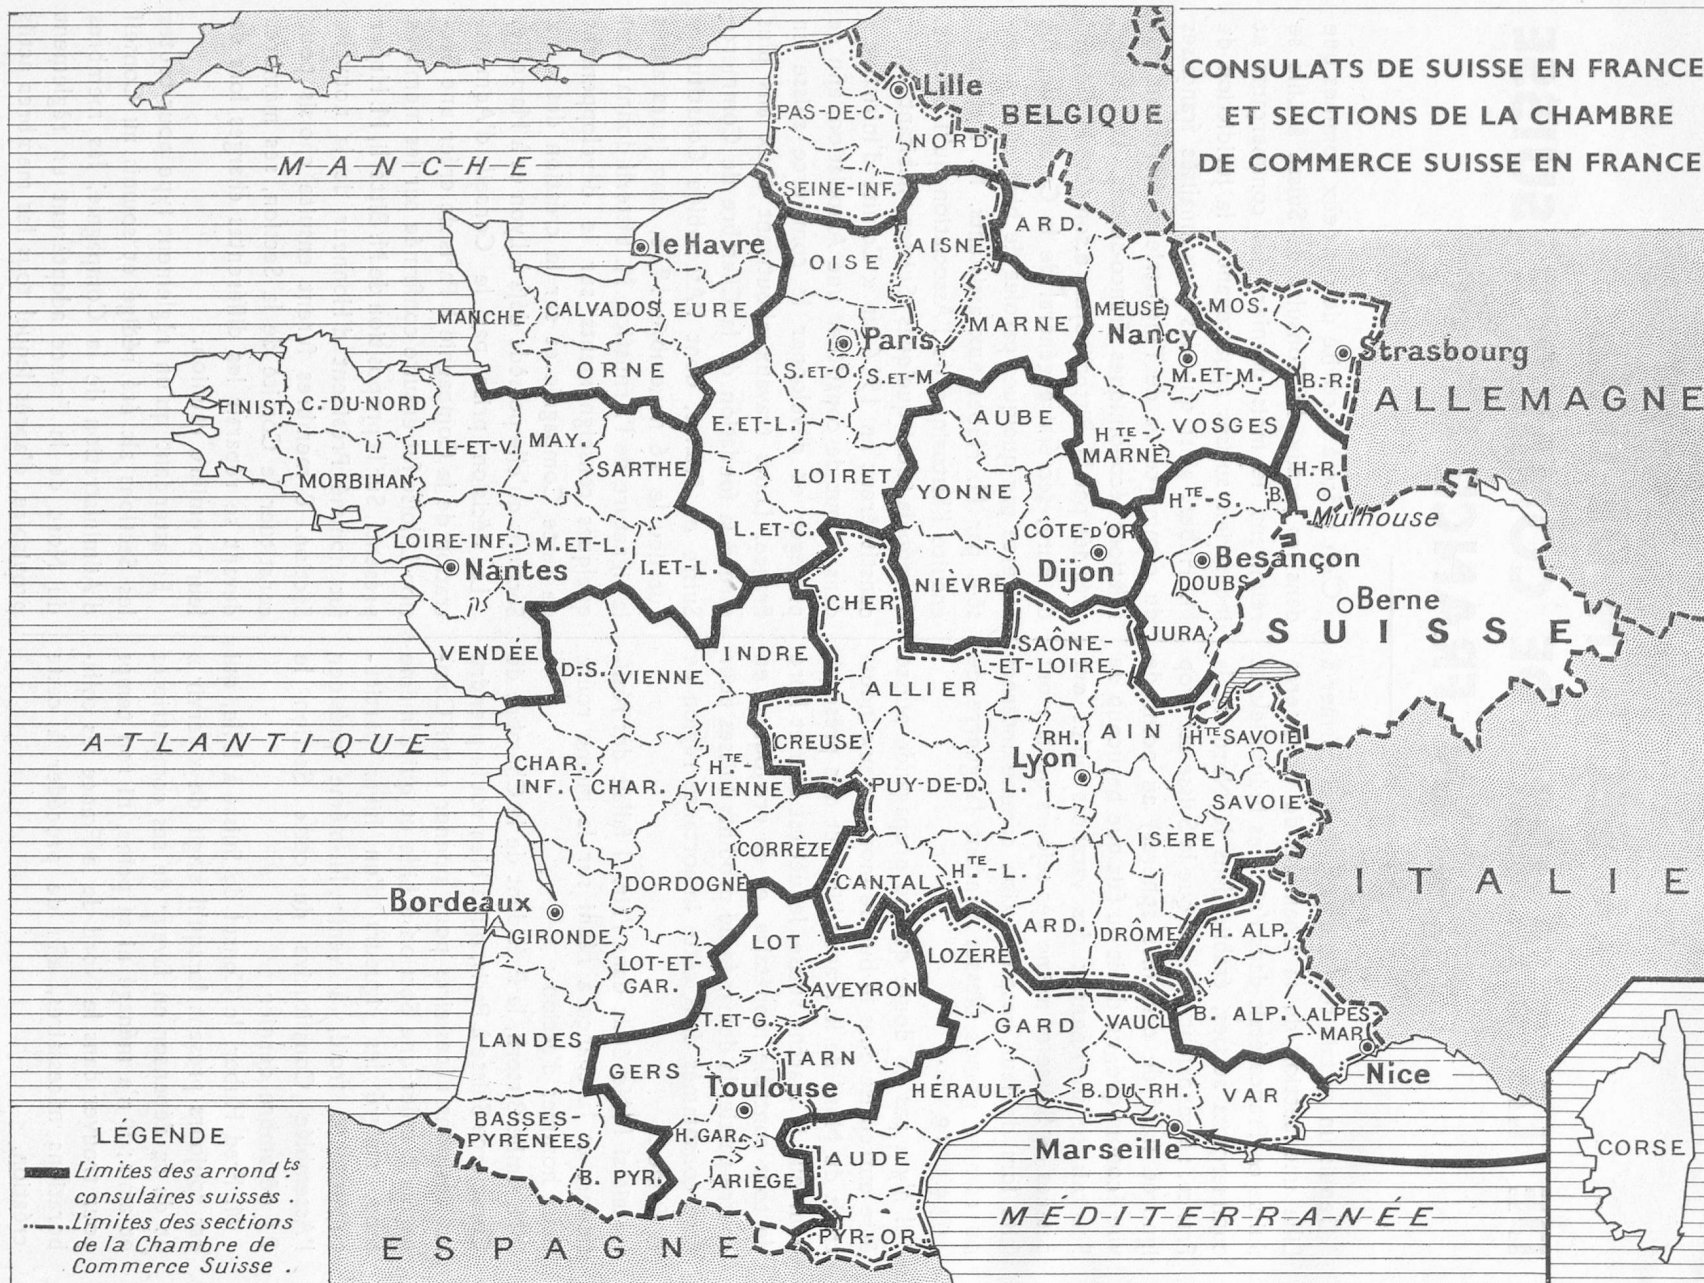 CONSULATS DE SUISSE EN FRANCE
ET SECTIONS DE LA CHAMBRE
DE COMMERCE SUISSE EN FRANCE
MANCHE
BELGIQUE
Lille
PAS-DE-C.
NORD
SEINE-INF.
ARD.
le Havre
AISNE
OISE
MANCHE
CALVADOS
EURE
MARNE
MEUSE
MOS.
Nancy
Paris
Strasbourg
ORNE
S.ET-O.
S.ET-M
M.ET-M.
B.-R.
ALLEMAGNE
FINIST.
C.-DU-NORD
ILLE-ET-V.
MAY.
E.ET-L.
AUBE
VOSGES
HTE-
MARNE
SARTHE
MORBIHAN
LOIRET
YONNE
HTE-S.
B.
H.-R.
Mulhouse
L.ET-C.
CÔTE-D'OR
LOIRE-INF.
M.ET-L.
Nantes
I.ET-L.
Dijon
Besançon
DOUBS
NIÈVRE
CHER
Berne
SUISSE
VENDÉE
D.S.
VIENNE
INDRE
SAÔNE-
-ET-LOIRE
JURA
ALLIER
ATLANTIQUE
CREUSE
RH.
AIN
HTE SAVOIE
Lyon
CHAR.
INF.
CHAR.
HTE-
VIENNE
PUY-DE-D.
L.
SAVOIE
ISÈRE
CORRÈZE
DORDOGNE
CANTAL
HTE-L.
ITALIE
Bordeaux
GIRONDE
LOT
ARD.
DRÔME
H. ALP.
LOT-ET-
GAR.
LOZÈRE
AVEYRON
LANDES
T.ET-G.
GARD
VAUCL
B. ALP.
ALPES
MAR.
GERS
TARN
Toulouse
HÉRAULT
B.DU-RH.
VAR
Nice
BASSES-
PYRÉNÉES
H.GAR.
Marseille
CORSE
B. PYR.
ARIÈGE
AUDE
PYR-OR.
MÉDITERRANÉE
ESPAGNE
LÉGENDE
Limites des arrondts.
consulaires suisses.
Limites des sections
de la Chambre de
Commerce Suisse.